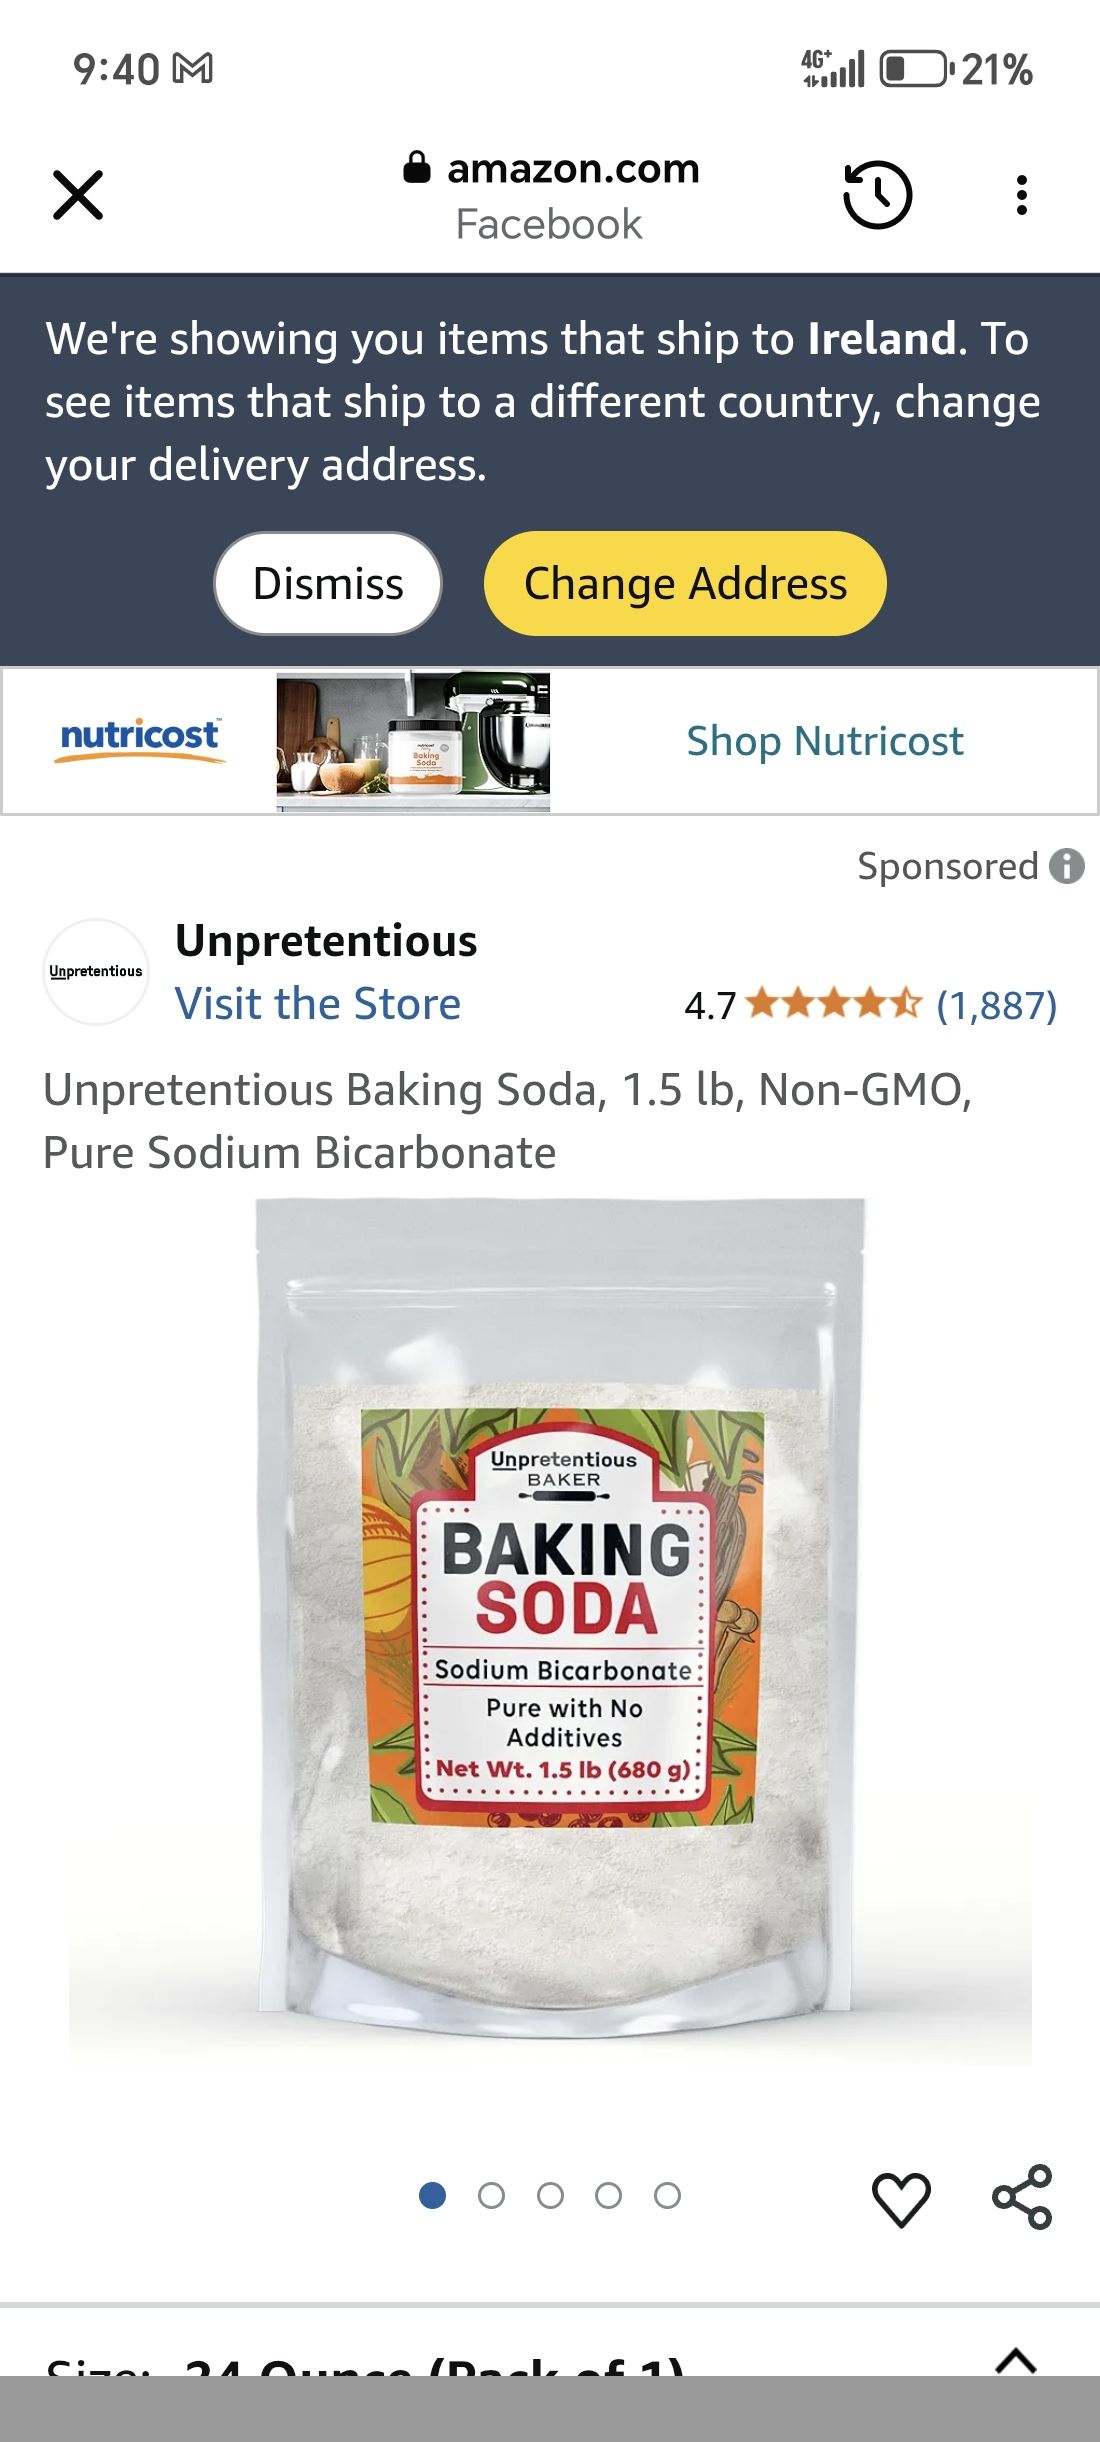 9:40
4G+
21%
amazon.com
Facebook
We're showing you items that ship to Ireland. To
see items that ship to a different country, change
your delivery address.
Dismiss
Change Address
nutricost
nutricost
Baking
Soda
Shop Nutricost
Sponsored
Unpretentious
Unpretentious
Visit the Store
4.7
(1,887)
Unpretentious Baking Soda, 1.5 lb, Non-GMO,
Pure Sodium Bicarbonate
Unpretentious
BAKER
BAKING
SODA
Sodium Bicarbonate
Pure with No
Additives
Net Wt. 1.5 lb (680 g)
Size: 24 Ounce (Pack of 1)